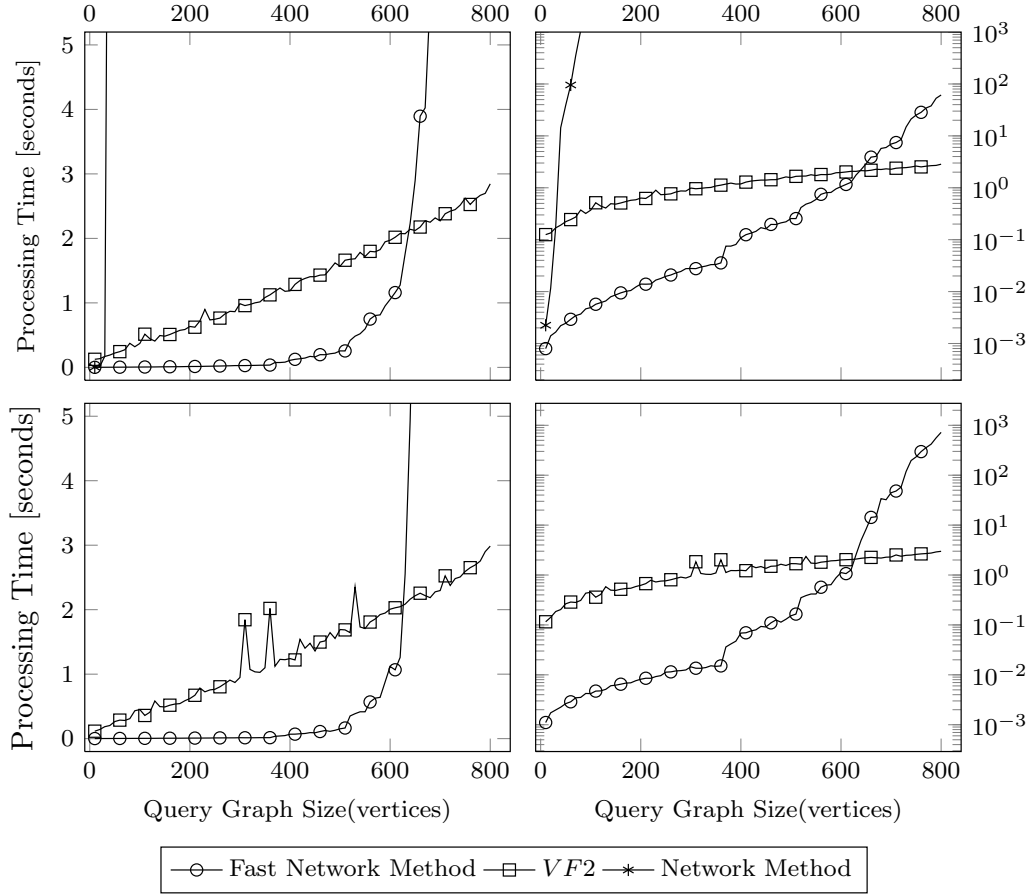 0 200 400 600 800
0 200 400 600 800
5
4
3
2
1
0
Processing Time [seconds]
10^3
10^2
10^1
10^0
10^−1
10^−2
10^−3
5
4
3
2
1
0
Processing Time [seconds]
10^3
10^2
10^1
10^0
10^−1
10^−2
10^−3
0 200 400 600 800
0 200 400 600 800
Query Graph Size(vertices)
Query Graph Size(vertices)
Fast Network Method VF2 Network Method